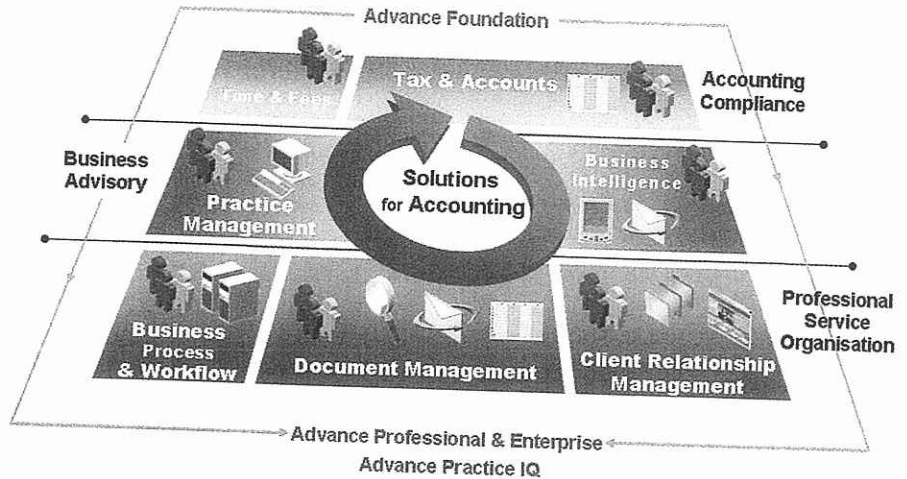 Advance Foundation
Time & Fees
Tax & Accounts
Accounting
Compliance
Business
Advisory
Practice
Management
Solutions
for Accounting
Business
Intelligence
Business
Process
& Workflow
Document Management
Client Relationship
Management
Professional
Service
Organisation
Advance Professional & Enterprise
Advance Practice IQ